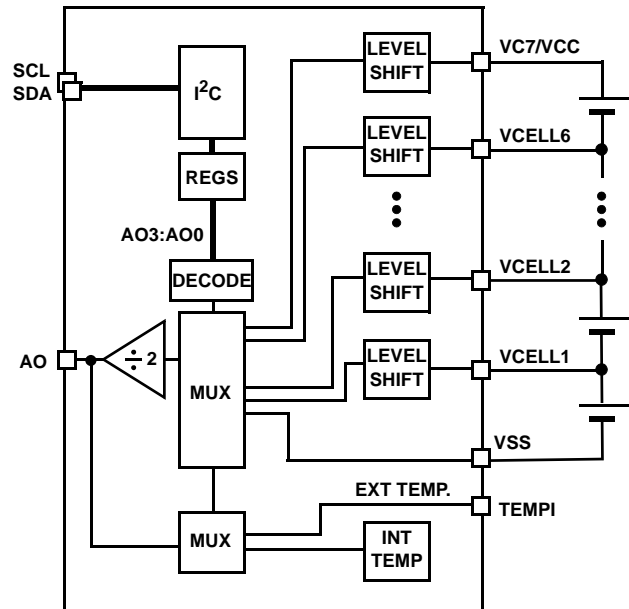 LEVEL
SHIFT
VC7/VCC
SCL
SDA
I²C
LEVEL
SHIFT
VCELL6
REGS
AO3:AO0
LEVEL
SHIFT
VCELL2
DECODE
AO
÷ 2
MUX
LEVEL
SHIFT
VCELL1
VSS
EXT TEMP.
TEMPI
MUX
INT
TEMP